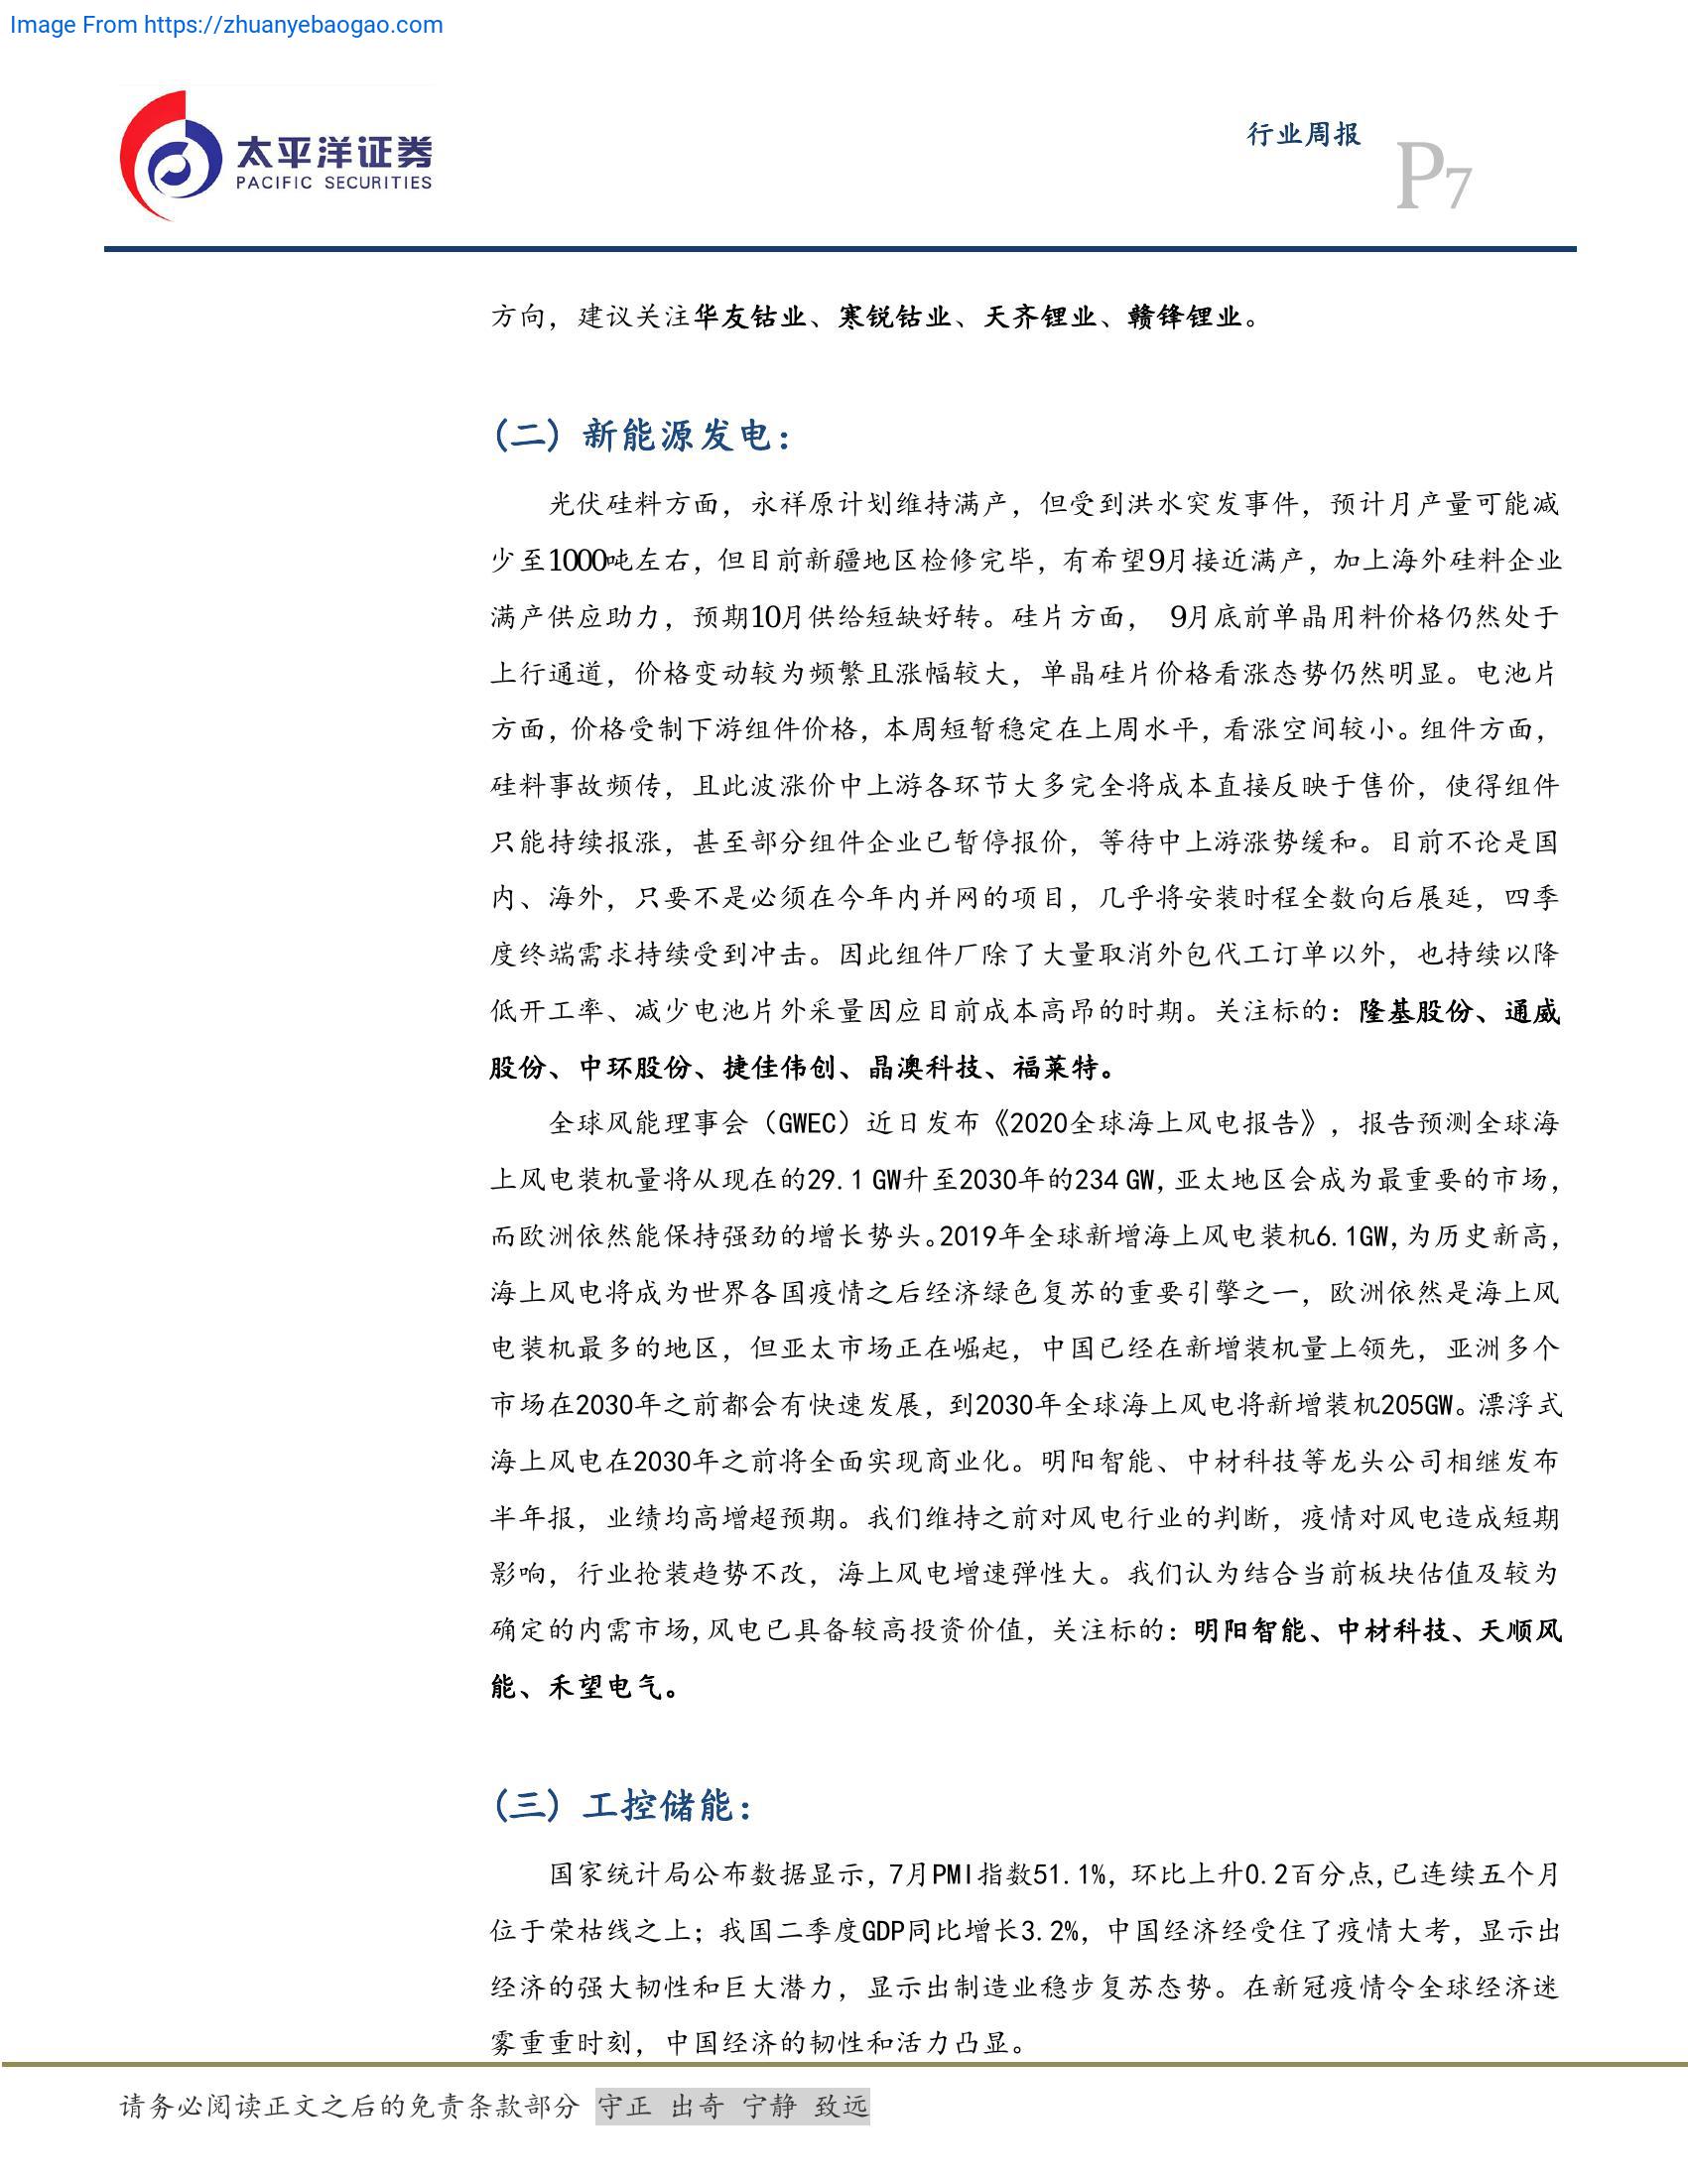 Image From https://zhuanyebaogao.com
太平洋证券
PACIFIC SECURITIES
行业周报
P7
方向，建议关注华友钴业、寒锐钴业、天齐锂业、赣锋锂业。
(二) 新能源发电：
光伏硅料方面，永祥原计划维持满产，但受到洪水突发事件，预计月产量可能减
少至1000吨左右，但目前新疆地区检修完毕，有希望9月接近满产，加上海外硅料企业
满产供应助力，预期10月供给短缺好转。硅片方面， 9月底前单晶用料价格仍然处于
上行通道，价格变动较为频繁且涨幅较大，单晶硅片价格看涨态势仍然明显。电池片
方面，价格受制下游组件价格，本周短暂稳定在上周水平，看涨空间较小。组件方面，
硅料事故频传，且此波涨价中上游各环节大多完全将成本直接反映于售价，使得组件
只能持续报涨，甚至部分组件企业已暂停报价，等待中上游涨势缓和。目前不论是国
内、海外，只要不是必须在今年内并网的项目，几乎将安装时程全数向后展延，四季
度终端需求持续受到冲击。因此组件厂除了大量取消外包代工订单以外，也持续以降
低开工率、减少电池片外采量因应目前成本高昂的时期。关注标的：隆基股份、通威
股份、中环股份、捷佳伟创、晶澳科技、福莱特。
全球风能理事会（GWEC）近日发布《2020全球海上风电报告》，报告预测全球海
上风电装机量将从现在的29.1 GW升至2030年的234 GW,亚太地区会成为最重要的市场，
而欧洲依然能保持强劲的增长势头。2019年全球新增海上风电装机6.1GW,为历史新高，
海上风电将成为世界各国疫情之后经济绿色复苏的重要引擎之一，欧洲依然是海上风
电装机最多的地区，但亚太市场正在崛起，中国已经在新增装机量上领先，亚洲多个
市场在2030年之前都会有快速发展，到2030年全球海上风电将新增装机205GW。漂浮式
海上风电在2030年之前将全面实现商业化。明阳智能、中材科技等龙头公司相继发布
半年报，业绩均高增超预期。我们维持之前对风电行业的判断，疫情对风电造成短期
影响，行业抢装趋势不改，海上风电增速弹性大。我们认为结合当前板块估值及较为
确定的内需市场,风电已具备较高投资价值，关注标的：明阳智能、中材科技、天顺风
能、禾望电气。
(三) 工控储能：
国家统计局公布数据显示，7月PMI指数51.1%，环比上升0.2百分点,已连续五个月
位于荣枯线之上；我国二季度GDP同比增长3.2%，中国经济经受住了疫情大考，显示出
经济的强大韧性和巨大潜力，显示出制造业稳步复苏态势。在新冠疫情令全球经济迷
雾重重时刻，中国经济的韧性和活力凸显。
请务必阅读正文之后的免责条款部分 守正 出奇 宁静 致远